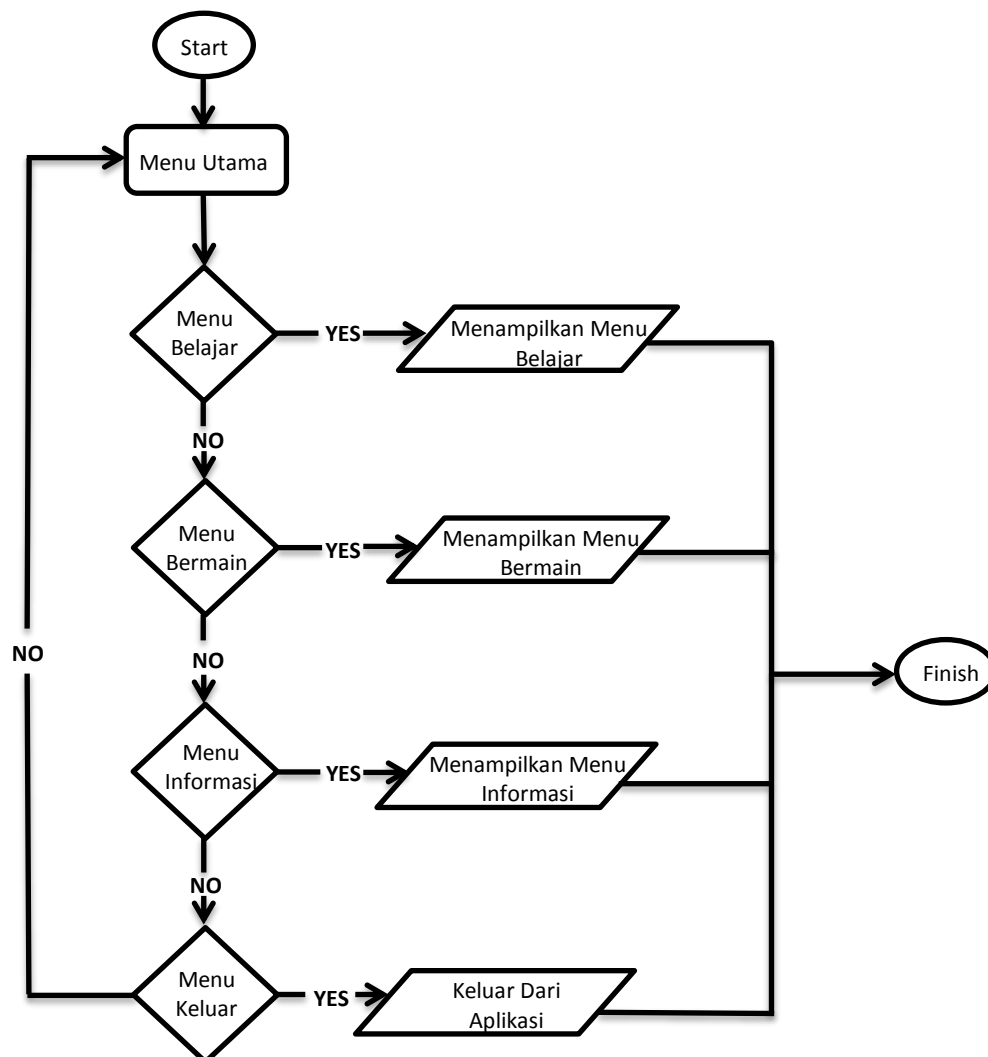 Start
Menu Utama
Menu
Belajar
YES
Menampilkan Menu
Belajar
NO
Menu
Bermain
YES
Menampilkan Menu
Bermain
NO
NO
Finish
Menu
Informasi
YES
Menampilkan Menu
Informasi
NO
Menu
Keluar
YES
Keluar Dari
Aplikasi